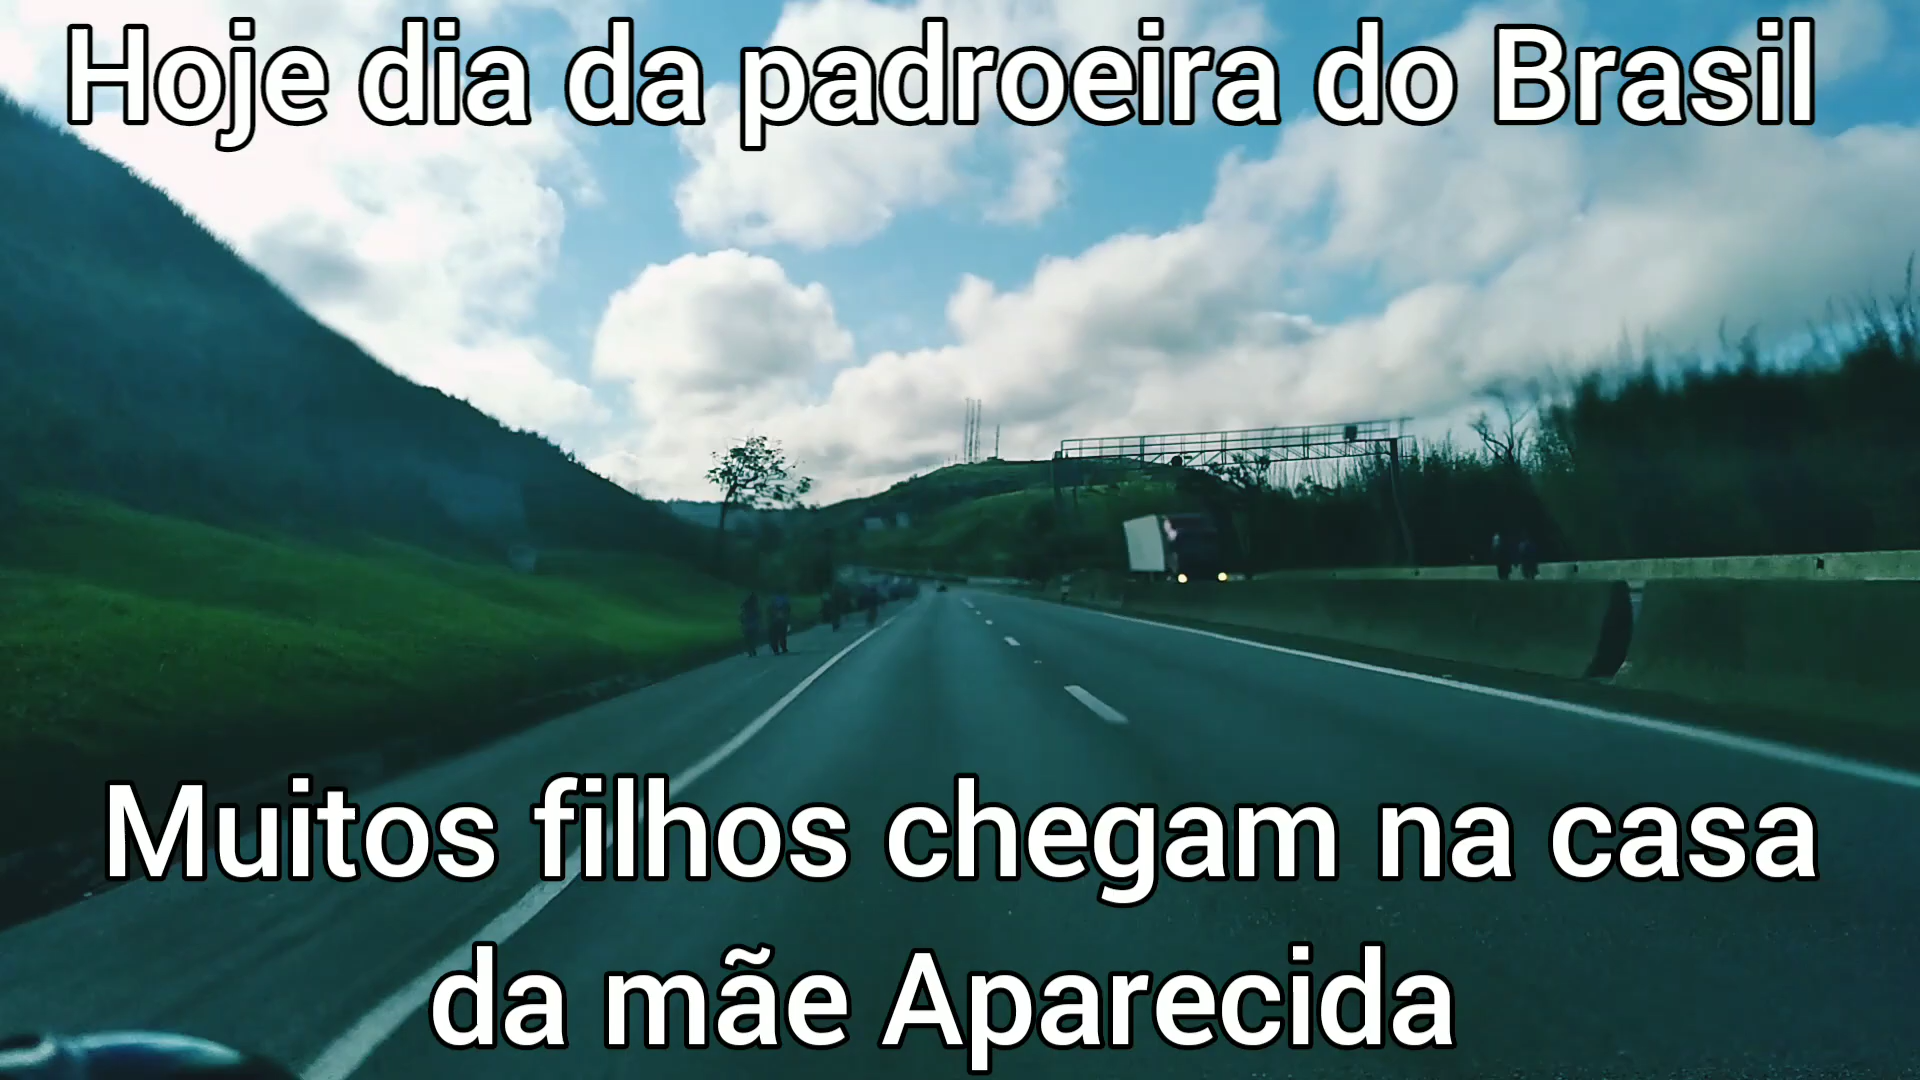 Hoje dia da padroeira do Brasil
Muitos filhos chegam na casa
da mãe Aparecida